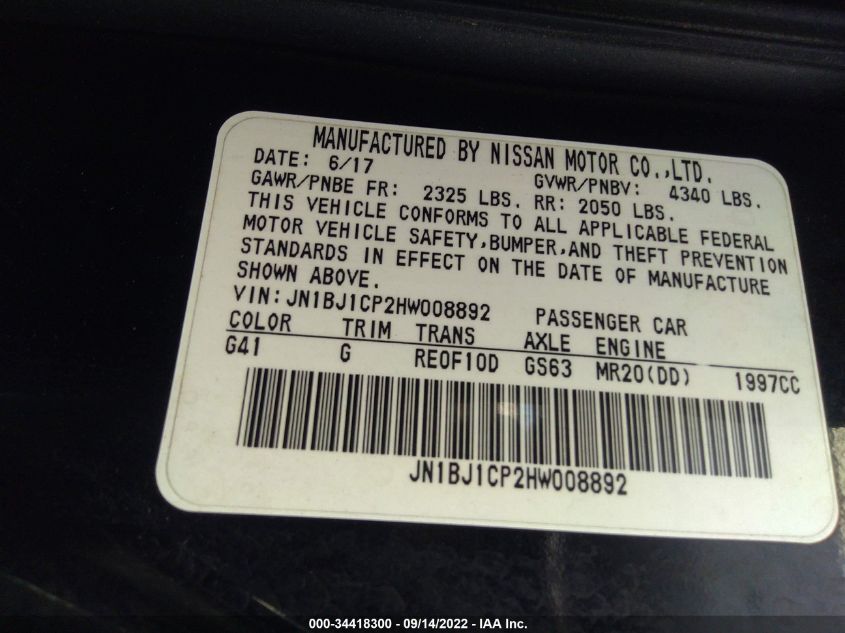 MANUFACTURED BY NISSAN MOTOR CO.,LTD.
DATE: 6/17 GVWR/PNBV: 4340 LBS.
GAWR/PNBE FR: 2325 LBS. RR: 2050 LBS.
THIS VEHICLE CONFORMS TO ALL APPLICABLE FEDERAL
MOTOR VEHICLE SAFETY,BUMPER,AND THEFT PREVENTION
STANDARDS IN EFFECT ON THE DATE OF MANUFACTURE
SHOWN ABOVE.
VIN:JN1BJ1CP2HW008892 PASSENGER CAR
COLOR TRIM TRANS AXLE ENGINE
G41 G RE0F10D GS63 MR20(DD) 1997CC
JN1BJ1CP2HW008892
000-34418300 - 09/14/2022 - IAA Inc.